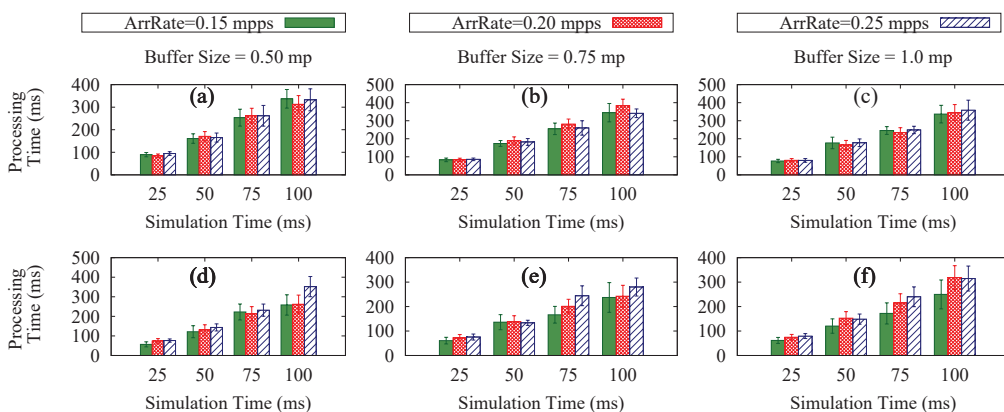 ArrRate=0.15 mpps ArrRate=0.20 mpps ArrRate=0.25 mpps
Buffer Size = 0.50 mp Buffer Size = 0.75 mp Buffer Size = 1.0 mp
Processing
Time (ms)
400
300
200
100
0
(a)
25 50 75 100
Simulation Time (ms)
500
400
300
200
100
0
(b)
25 50 75 100
Simulation Time (ms)
500
400
300
200
100
0
(c)
25 50 75 100
Simulation Time (ms)
Processing
Time (ms)
500
400
300
200
100
0
(d)
25 50 75 100
Simulation Time (ms)
400
300
200
100
0
(e)
25 50 75 100
Simulation Time (ms)
400
300
200
100
0
(f)
25 50 75 100
Simulation Time (ms)